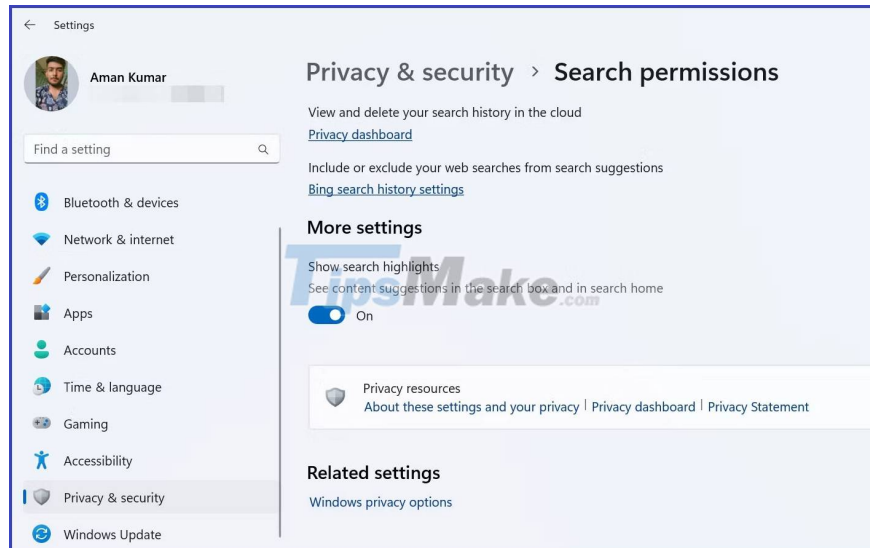 Settings
Aman Kumar
Find a setting
Bluetooth & devices
Network & internet
Personalization
Apps
Accounts
Time & language
Gaming
Accessibility
Privacy & security
Windows Update
Privacy & security > Search permissions
View and delete your search history in the cloud
Privacy dashboard
Include or exclude your web searches from search suggestions
Bing search history settings
More settings
Show search highlights
See content suggestions in the search box and in search home
On
TipsMake.com
Privacy resources
About these settings and your privacy | Privacy dashboard | Privacy Statement
Related settings
Windows privacy options